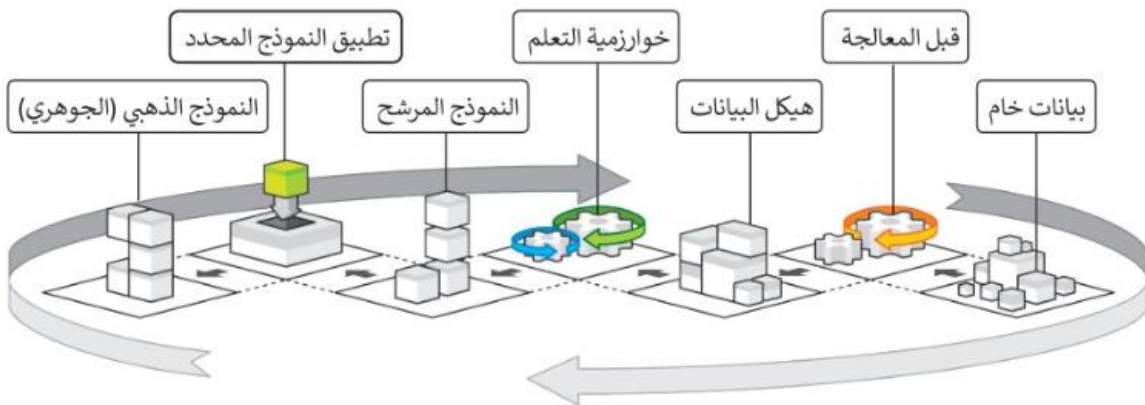 قبل المعالجة
خوارزمية التعلم
تطبيق النموذج المحدد
بيانات خام
هيكل البيانات
النموذج المرشح
النموذج الذهبي (الجوهري)